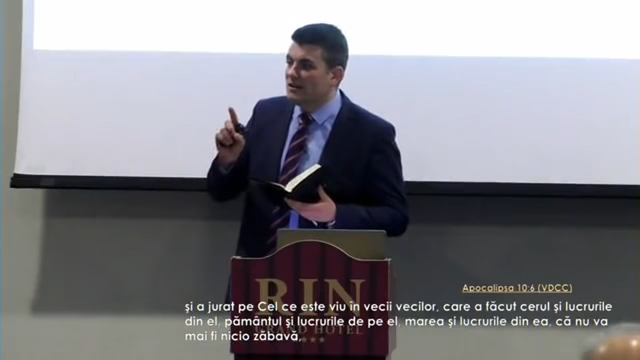 RIN
GRAND HOTEL
Apocalipsa 10:6 (VDCC)
și a jurat pe Cel ce este viu în vecii vecilor, care a făcut cerul și lucrurile
din el, pământul și lucrurile de pe el, marea și lucrurile din ea, că nu va
mai fi nicio zăbavă,